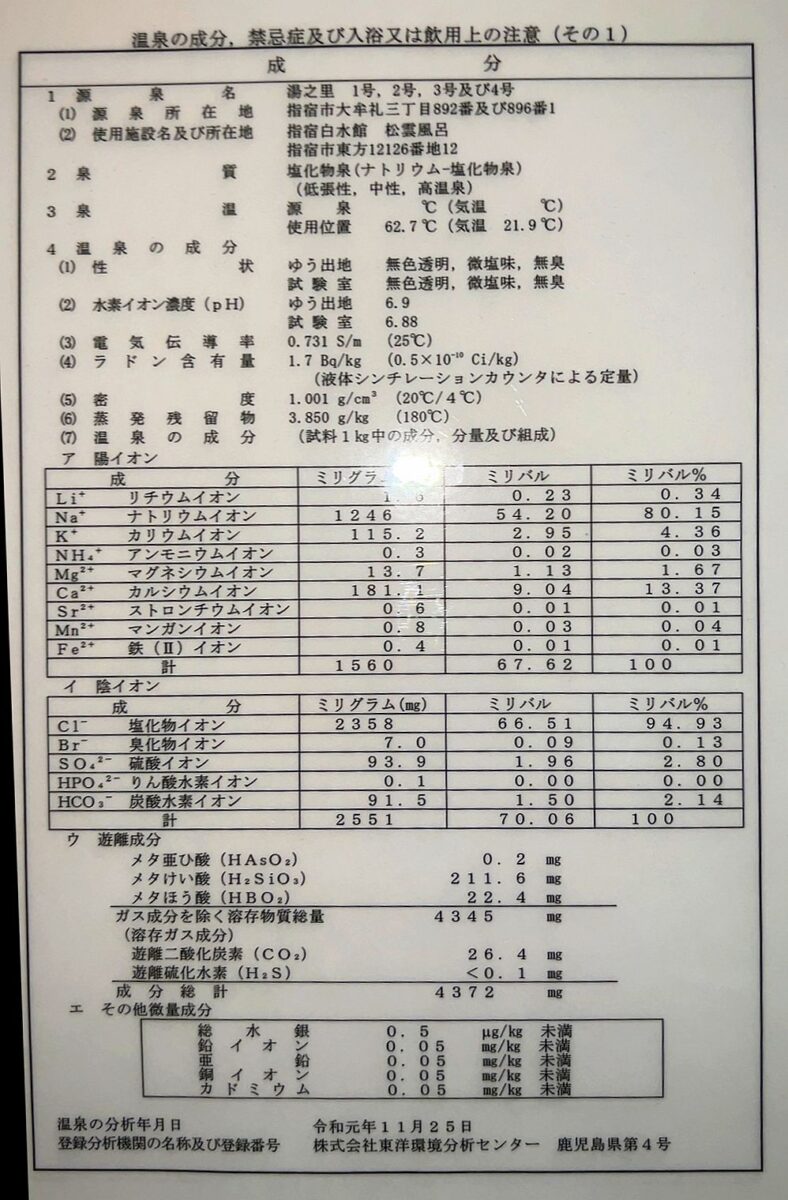 温泉の成分，禁忌症及び入浴又は飲用上の注意（その１）
成 分
1 源 泉 名 湯之里 1号，2号，3号及び4号
(1) 源泉所在地 指宿市大牟礼三丁目892番及び896番1
(2) 使用施設名及び所在地 指宿白水館 松雲風呂
指宿市東方12126番地12
2 泉 質 塩化物泉（ナトリウム－塩化物泉）
（低張性，中性，高温泉）
3 泉 温 源 泉 ℃（気温 ℃）
使用位置 62.7℃（気温 21.9℃）
4 温泉の成分
(1) 性 状 ゆう出地 無色透明，微塩味，無臭
試験室 無色透明，微塩味，無臭
(2) 水素イオン濃度（pH） ゆう出地 6.9
試験室 6.88
(3) 電気伝導率 0.731 S/m （25℃）
(4) ラドン含有量 1.7 Bq/kg （0.5×10⁻¹⁰ Ci/kg）
（液体シンチレーションカウンタによる定量）
(5) 密 度 1.001 g/cm³ （20℃/4℃）
(6) 蒸発残留物 3.850 g/kg （180℃）
(7) 温泉の成分 （試料1kg中の成分，分量及び組成）
ア 陽イオン
成 分 ミリグラム ミリバル ミリバル%
Li⁺ リチウムイオン 0.23 0.34
Na⁺ ナトリウムイオン 1246 54.20 80.15
K⁺ カリウムイオン 115.2 2.95 4.36
NH₄⁺ アンモニウムイオン 0.3 0.02 0.03
Mg²⁺ マグネシウムイオン 13.7 1.13 1.67
Ca²⁺ カルシウムイオン 181.1 9.04 13.37
Sr²⁺ ストロンチウムイオン 0.6 0.01 0.01
Mn²⁺ マンガンイオン 0.8 0.03 0.04
Fe²⁺ 鉄（Ⅱ）イオン 0.4 0.01 0.01
計 1560 67.62 100
イ 陰イオン
成 分 ミリグラム(mg) ミリバル ミリバル%
Cl⁻ 塩化物イオン 2358 66.51 94.93
Br⁻ 臭化物イオン 7.0 0.09 0.13
SO₄²⁻ 硫酸イオン 93.9 1.96 2.80
HPO₄²⁻ りん酸水素イオン 0.1 0.00 0.00
HCO₃⁻ 炭酸水素イオン 91.5 1.50 2.14
計 2551 70.06 100
ウ 遊離成分
メタ亜ひ酸（HAsO₂） 0.2 mg
メタけい酸（H₂SiO₃） 211.6 mg
メタほう酸（HBO₂） 22.4 mg
ガス成分を除く溶存物質総量 4345 mg
（溶存ガス成分）
遊離二酸化炭素（CO₂） 26.4 mg
遊離硫化水素（H₂S） <0.1 mg
成 分 総 計 4372 mg
エ その他微量成分
総水銀 0.5 μg/kg 未満
鉛イオン 0.05 mg/kg 未満
亜鉛 0.05 mg/kg 未満
銅イオン 0.05 mg/kg 未満
カドミウム 0.05 mg/kg 未満
温泉の分析年月日 令和元年11月25日
登録分析機関の名称及び登録番号 株式会社東洋環境分析センター 鹿児島県第4号